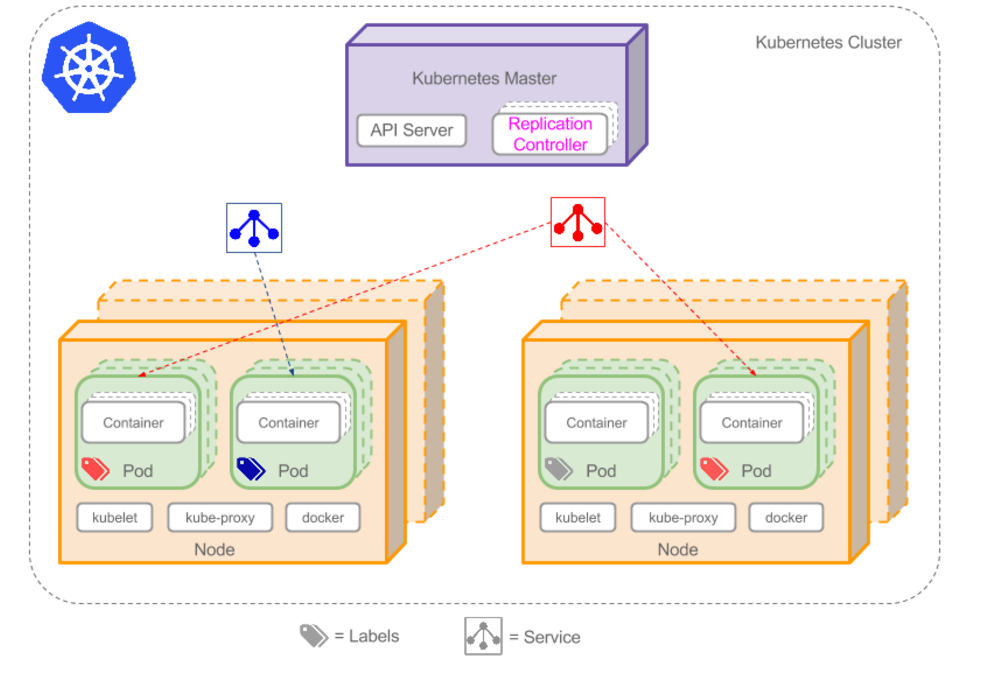 Kubernetes Cluster
Kubernetes Master
API Server
Replication
Controller
Container
Pod
Container
Pod
kubelet
kube-proxy
docker
Node
Container
Pod
Container
Pod
kubelet
kube-proxy
docker
Node
= Labels
= Service